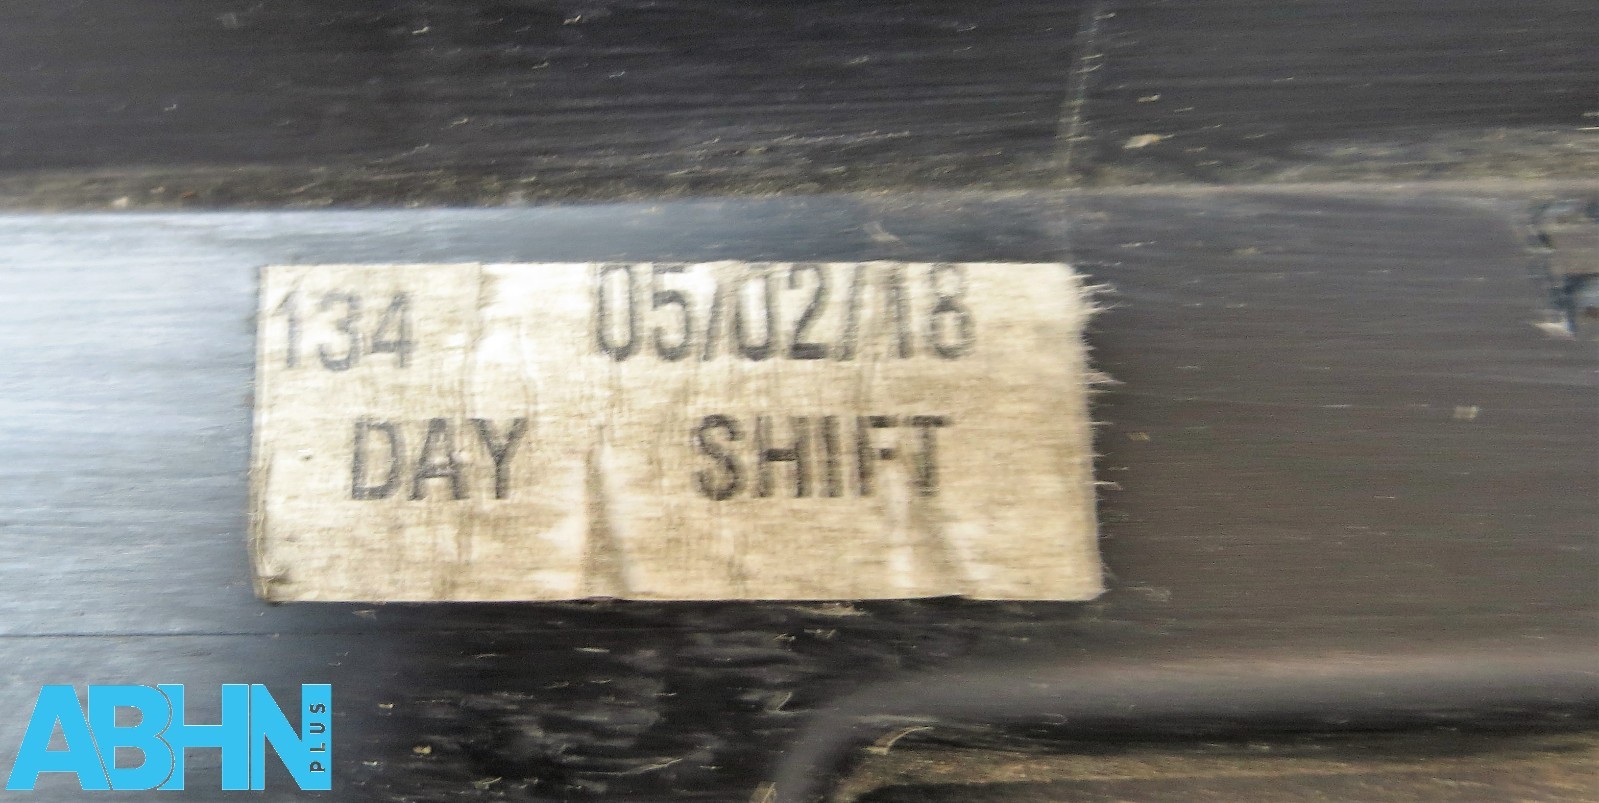 134 05/02/18
DAY SHIFT
ABHN PLUS